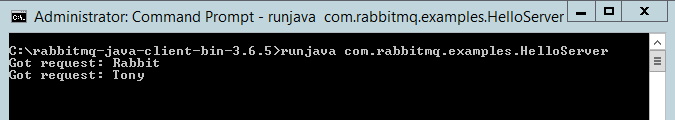 Administrator: Command Prompt - runjava com.rabbitmq.examples.HelloServer
C:\rabbitmq-java-client-bin-3.6.5>runjava com.rabbitmq.examples.HelloServer
Got request: Rabbit
Got request: Tony